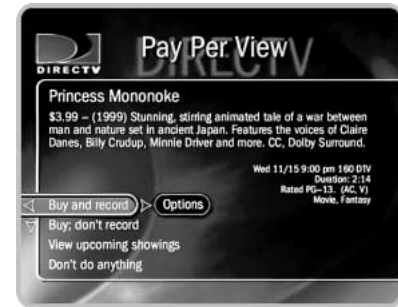 DIRECTV
Pay Per View
DIRECTV
Princess Mononoke
$3.99 – (1999) Stunning, stirring animated tale of a war between
man and nature set in ancient Japan. Features the voices of Claire
Danes, Billy Crudup, Minnie Driver and more. CC, Dolby Surround.
Wed 11/15 9:00 pm 160 DTV
Duration: 2:14
Rated PG–13. (AC, V)
Movie, Fantasy
Buy and record Options
Buy; don't record
View upcoming showings
Don't do anything